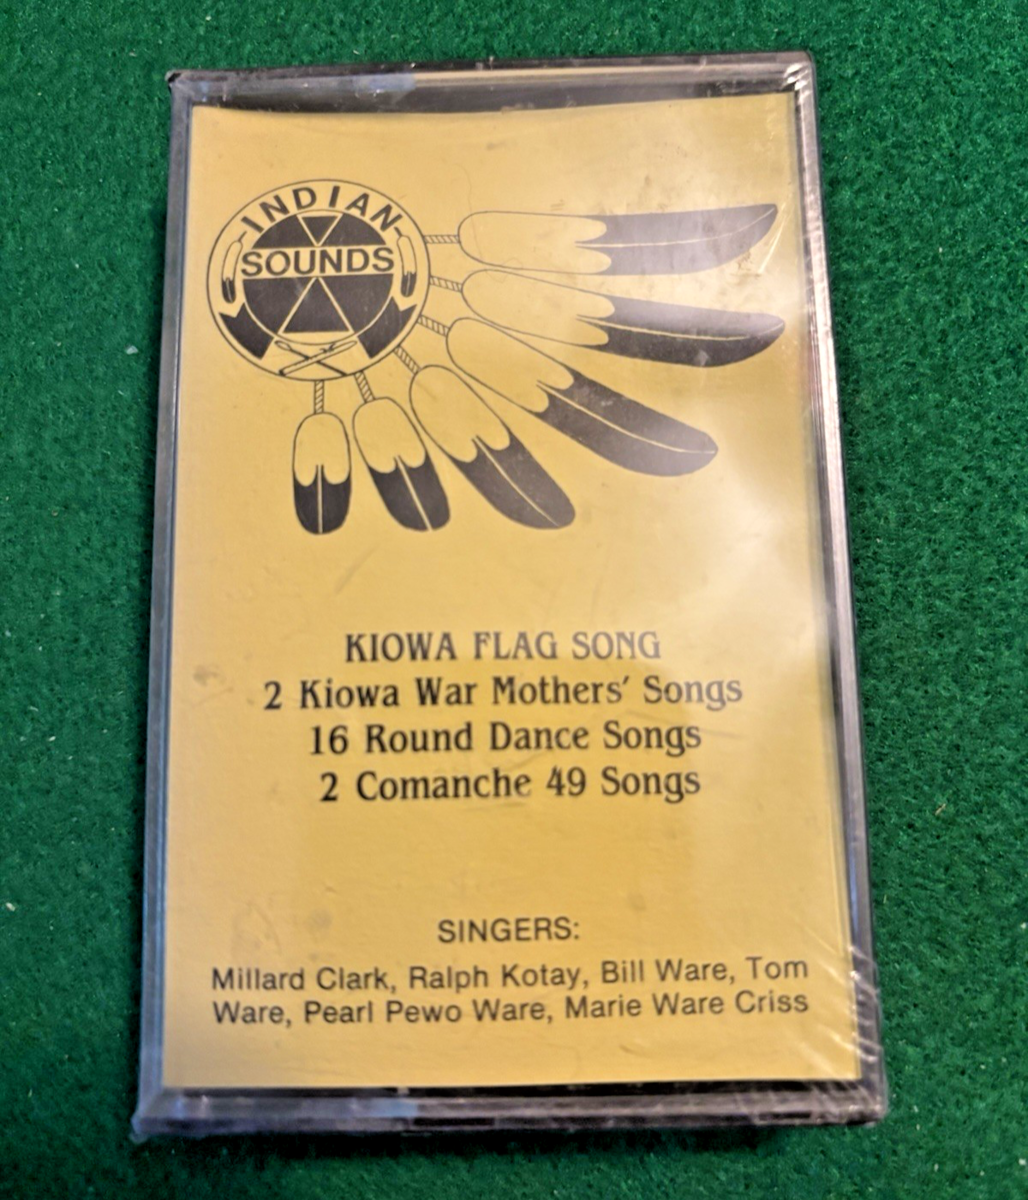 INDIAN
SOUNDS
KIOWA FLAG SONG
2 Kiowa War Mothers' Songs
16 Round Dance Songs
2 Comanche 49 Songs
SINGERS:
Millard Clark, Ralph Kotay, Bill Ware, Tom
Ware, Pearl Pewo Ware, Marie Ware Criss